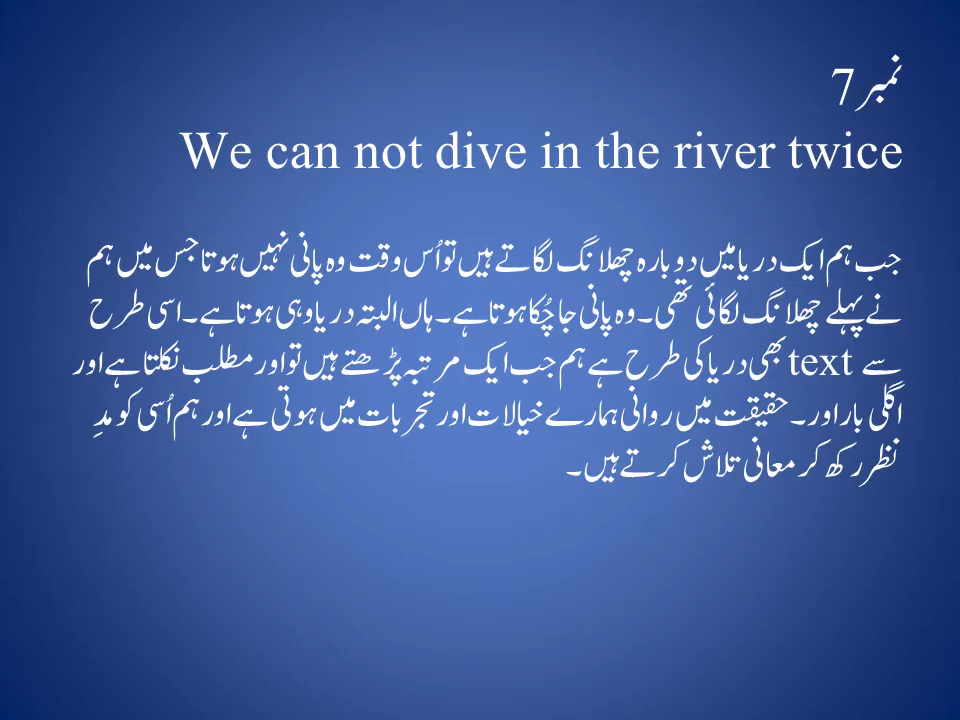 نمبر 7
We can not dive in the river twice
جب ہم ایک دریا میں دوبارہ چھلانگ لگاتے ہیں تو اُس وقت وہ پانی نہیں ہوتا جس میں ہم
نے پہلے چھلانگ لگائی تھی۔ وہ پانی جا چُکا ہوتا ہے۔ ہاں البتہ دریا وہی ہوتا ہے۔ اسی طرح
سے text بھی دریا کی طرح ہے ہم جب ایک مرتبہ پڑھتے ہیں تو اور مطلب نکلتا ہے اور
اگلی بار اور۔ حقیقت میں روانی ہمارے خیالات اور تجربات میں ہوتی ہے اور ہم اُسی کو مدِ
نظر رکھ کر معانی تلاش کرتے ہیں۔